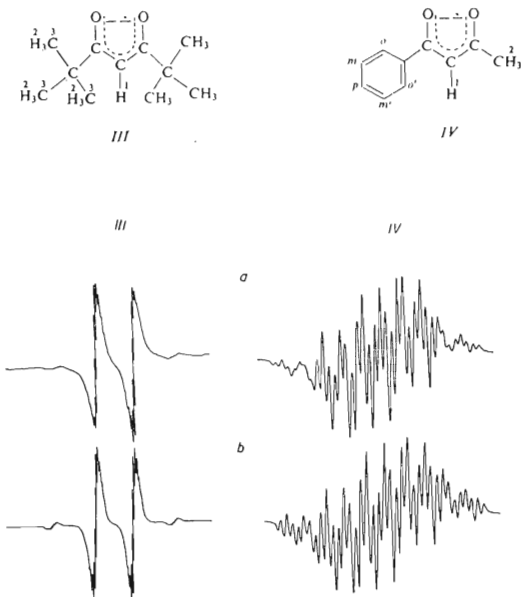 O O
H₃C C C CH₃
C C C
H₃C H₃C CH₃ H CH₃ CH₃
2 3 2 3 2 3 1
III
O O
C C CH₃
C
H
o m p m' o' 1 2
IV
III IV
a
b